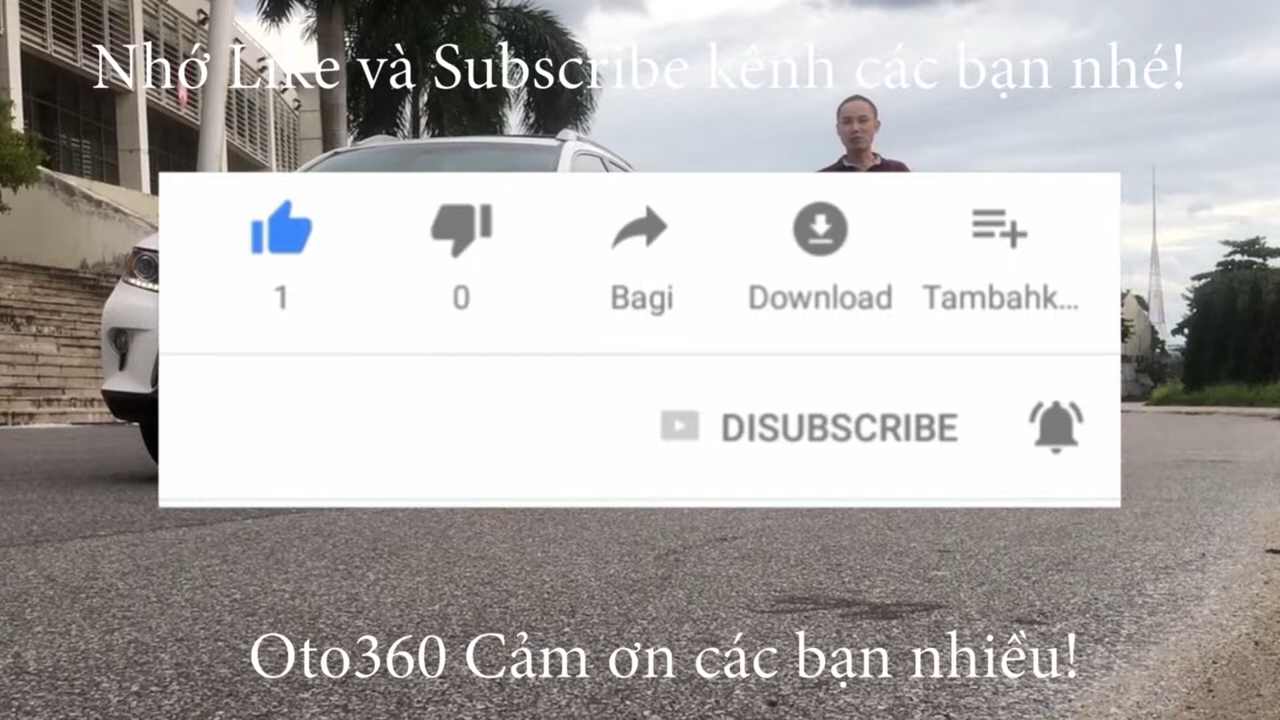 Nhớ Like và Subscribe kênh các bạn nhé!
1 0 Bagi Download Tambahk...
DISUBSCRIBE
Oto360 Cảm ơn các bạn nhiều!